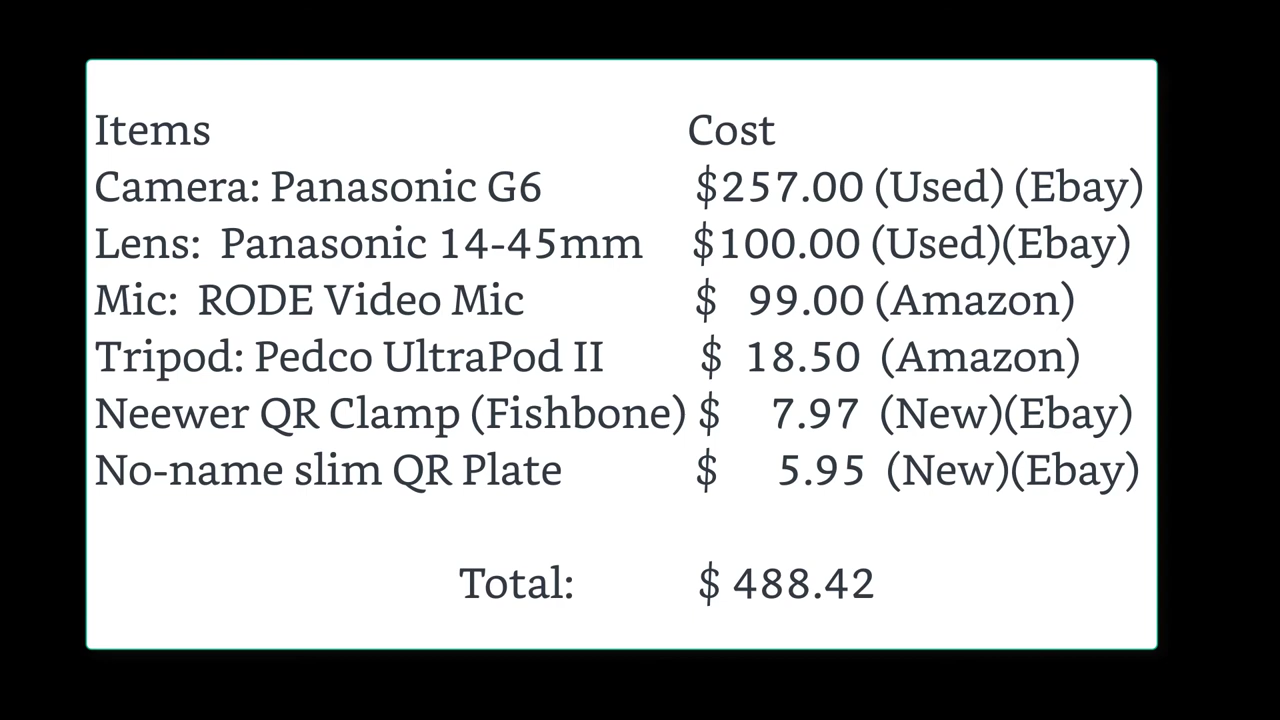 Items Cost
Camera: Panasonic G6 $257.00 (Used) (Ebay)
Lens: Panasonic 14-45mm $100.00 (Used)(Ebay)
Mic: RODE Video Mic $ 99.00 (Amazon)
Tripod: Pedco UltraPod II $ 18.50 (Amazon)
Neewer QR Clamp (Fishbone) $ 7.97 (New)(Ebay)
No-name slim QR Plate $ 5.95 (New)(Ebay)
Total: $ 488.42